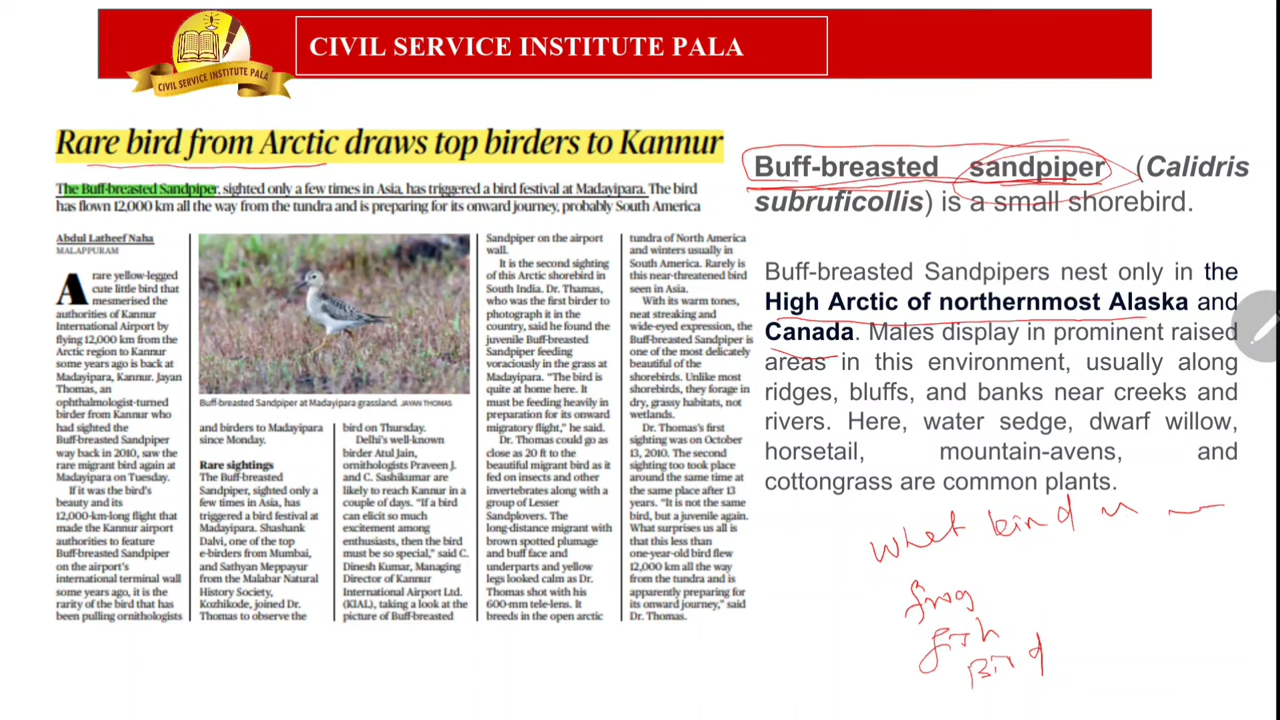 CIVIL SERVICE INSTITUTE PALA
CIVIL SERVICE INSTITUTE PALA
Rare bird from Arctic draws top birders to Kannur
The Buff-breasted Sandpiper, sighted only a few times in Asia, has triggered a bird festival at Madayipara. The bird
has flown 12,000 km all the way from the tundra and is preparing for its onward journey, probably South America
Abdul Latheef Naha
MALAPPURAM
A rare yellow-legged
cute little bird that
mesmerised the
authorities of Kannur
International Airport by
flying 12,000 km from the
Arctic region to Kannur
some years ago is back at
Madayipara, Kannur. Jayan
Thomas, an
ophthalmologist-turned
birder from Kannur who
had sighted the
Buff-breasted Sandpiper
way back in 2010, saw the
rare migrant bird again at
Madayipara on Tuesday.
If it was the bird's
beauty and its
12,000-km-long flight that
made the Kannur airport
authorities to feature
Buff-breasted Sandpiper
on the airport's
international terminal wall
some years ago, it is the
rarity of the bird that has
been pulling ornithologists
Buff-breasted Sandpiper at Madayipara grassland. JAYAN THOMAS
and birders to Madayipara
since Monday.
Rare sightings
The Buff-breasted
Sandpiper, sighted only a
few times in Asia, has
triggered a bird festival at
Madayipara. Shashank
Dalvi, one of the top
e-birders from Mumbai,
and Sathyan Meppayur
from the Malabar Natural
History Society,
Kozhikode, joined Dr.
Thomas to observe the
bird on Thursday.
Delhi's well-known
birder Atul Jain,
ornithologists Praveen J.
and C. Sashikumar are
likely to reach Kannur in a
couple of days. "If a bird
can elicit so much
excitement among
enthusiasts, then the bird
must be so special," said C.
Dinesh Kumar, Managing
Director of Kannur
International Airport Ltd.
(KIAL), taking a look at the
picture of Buff-breasted
Sandpiper on the airport
wall.
It is the second sighting
of this Arctic shorebird in
South India. Dr. Thamas,
who was the first birder to
photograph it in the
country, said he found the
juvenile Buff-breasted
Sandpiper feeding
voraciously in the grass at
Madayipara. "The bird is
quite at home here. It
must be feeding heavily in
preparation for its onward
migratory flight," he said.
Dr. Thomas could go as
close as 20 ft to the
beautiful migrant bird as it
fed on insects and other
invertebrates along with a
group of Lesser
Sandplovers. The
long-distance migrant with
brown spotted plumage
and buff face and
underparts and yellow
legs looked calm as Dr.
Thomas shot with his
600-mm tele-lens. It
breeds in the open arctic
tundra of North America
and winters usually in
South America. Rarely is
this near-threatened bird
seen in Asia.
With its warm tones,
neat streaking and
wide-eyed expression, the
Buff-breasted Sandpiper is
one of the most delicately
beautiful of the
shorebirds. Unlike most
shorebirds, they forage in
dry, grassy habitats, not
wetlands.
Dr. Thomas's first
sighting was on October
13, 2010. The second
sighting too took place
around the same time at
the same place after 13
years. "It is not the same
bird, but a juvenile again.
What surprises us all is
that this less than
one-year-old bird flew
12,000 km all the way
from the tundra and is
apparently preparing for
its onward journey," said
Dr. Thomas.
Buff-breasted sandpiper (Calidris
subruficollis) is a small shorebird.
Buff-breasted Sandpipers nest only in the
High Arctic of northernmost Alaska and
Canada. Males display in prominent raised
areas in this environment, usually along
ridges, bluffs, and banks near creeks and
rivers. Here, water sedge, dwarf willow,
horsetail, mountain-avens, and
cottongrass are common plants.
What kind
frog
fish
Bird